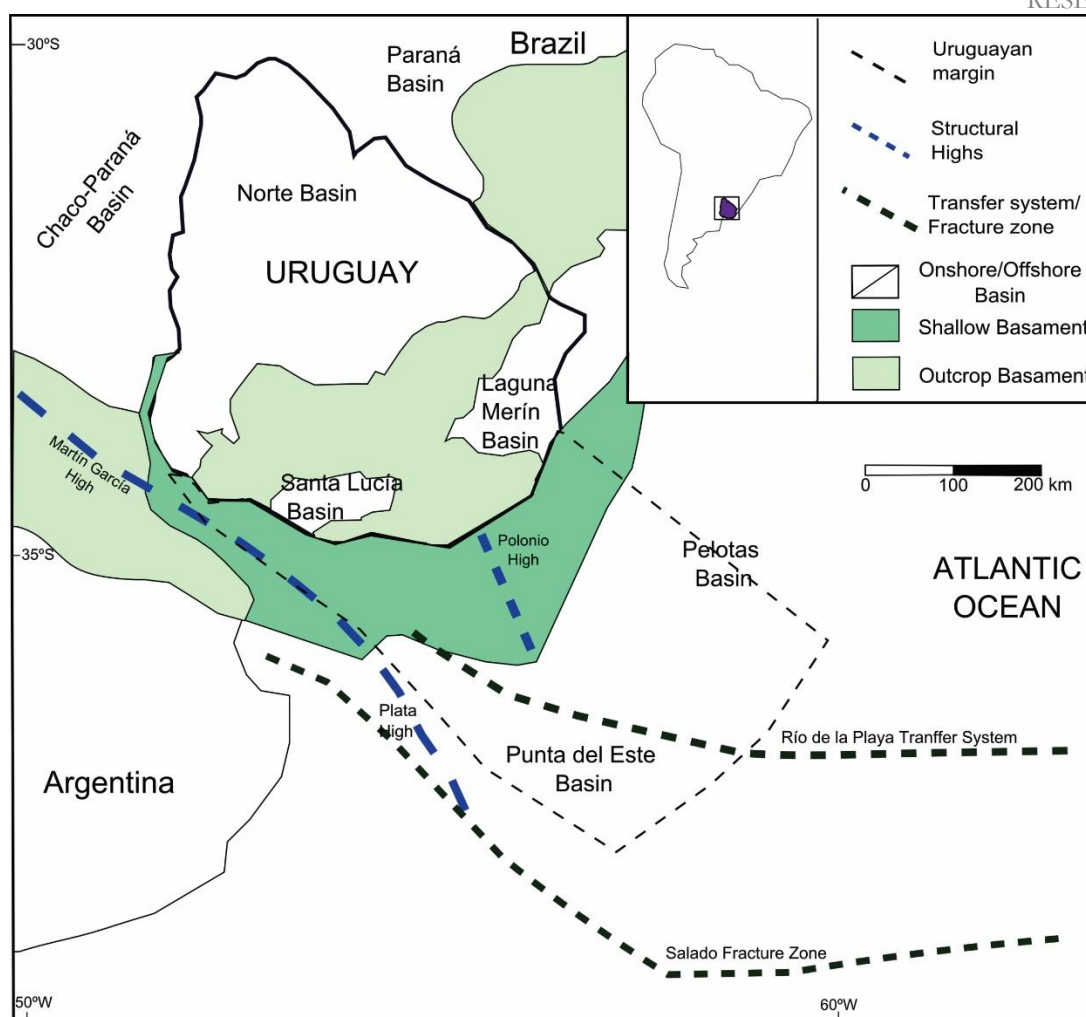 30ºS
Brazil
Paraná
Basin
Chaco-Paraná
Basin
Norte Basin
URUGUAY
Laguna
Merín
Basin
Santa Lucía
Basin
Martín García
High
35ºS
Polonio
High
Pelotas
Basin
ATLANTIC
OCEAN
Plata
High
Punta del Este
Basin
Río de la Playa Tranffer System
Argentina
Salado Fracture Zone
50ºW
60ºW
Uruguayan
margin
Structural
Highs
Transfer system/
Fracture zone
Onshore/Offshore
Basin
Shallow Basament
Outcrop Basament
0
100
200 km